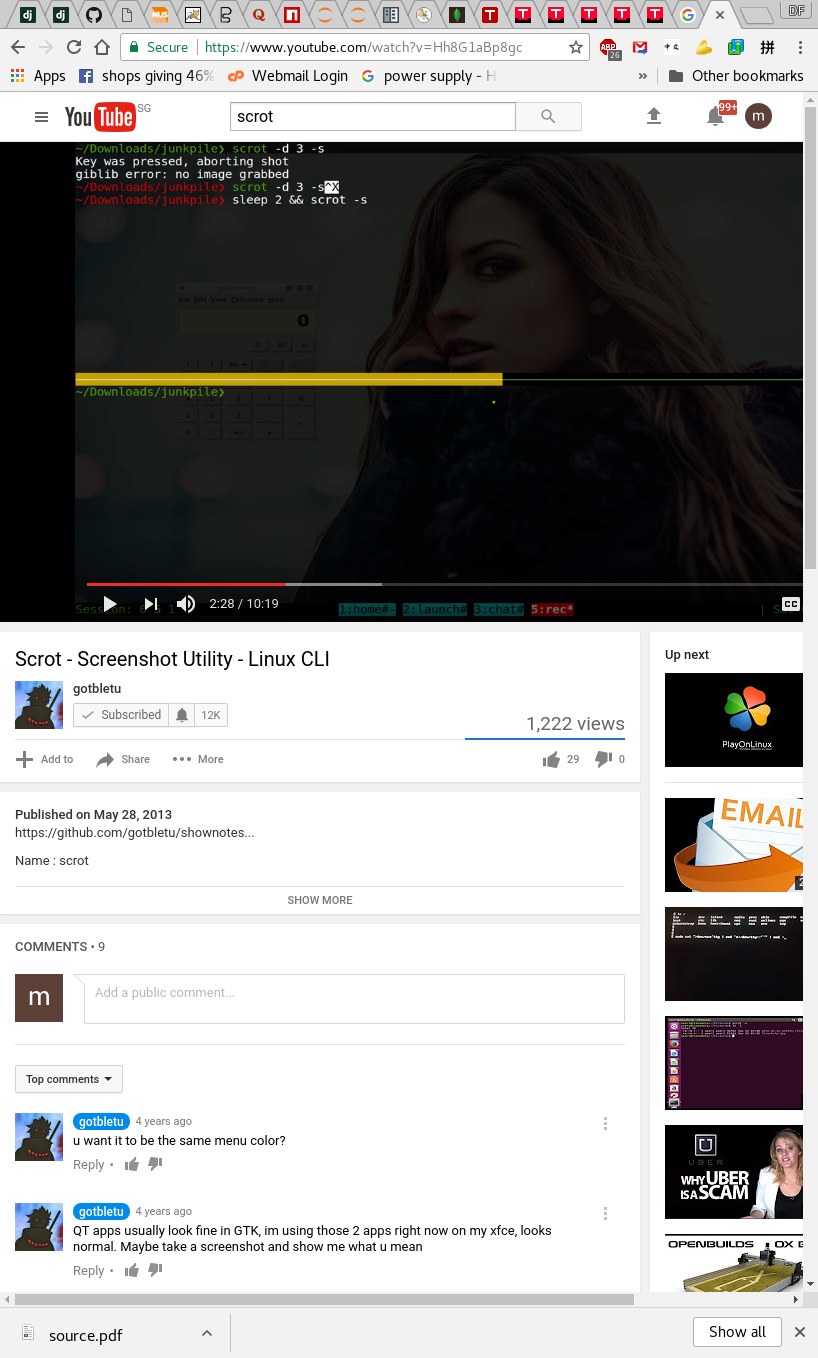 DF
Secure
https://www.youtube.com/watch?v=Hh8G1aBp8gc
26
Apps
shops giving 46%
Webmail Login
power supply - H
»
Other bookmarks
YouTube SG
scrot
99+
m
~/Downloads/junkpile❯ scrot -d 3 -s
Key was pressed, aborting shot
giblib error: no image grabbed
~/Downloads/junkpile❯ scrot -d 3 -s^X
~/Downloads/junkpile❯ sleep 2 && scrot -s
File Edit View Calculator Help
0
~/Downloads/junkpile❯
2:28 / 10:19
CC
1:home#- 2:launch# 3:chat# 5:rec*
Scrot - Screenshot Utility - Linux CLI
gotbletu
Subscribed
12K
1,222 views
Add to
Share
More
29
0
Published on May 28, 2013
https://github.com/gotbletu/shownotes...
Name : scrot
SHOW MORE
COMMENTS • 9
m
Add a public comment...
Top comments
gotbletu 4 years ago
u want it to be the same menu color?
Reply •
gotbletu 4 years ago
QT apps usually look fine in GTK, im using those 2 apps right now on my xfce, looks
normal. Maybe take a screenshot and show me what u mean
Reply •
Up next
PlayOnLinux
EMAIL
UBER
WHY UBER
IS A SCAM
OPENBUILDS OX
source.pdf
Show all